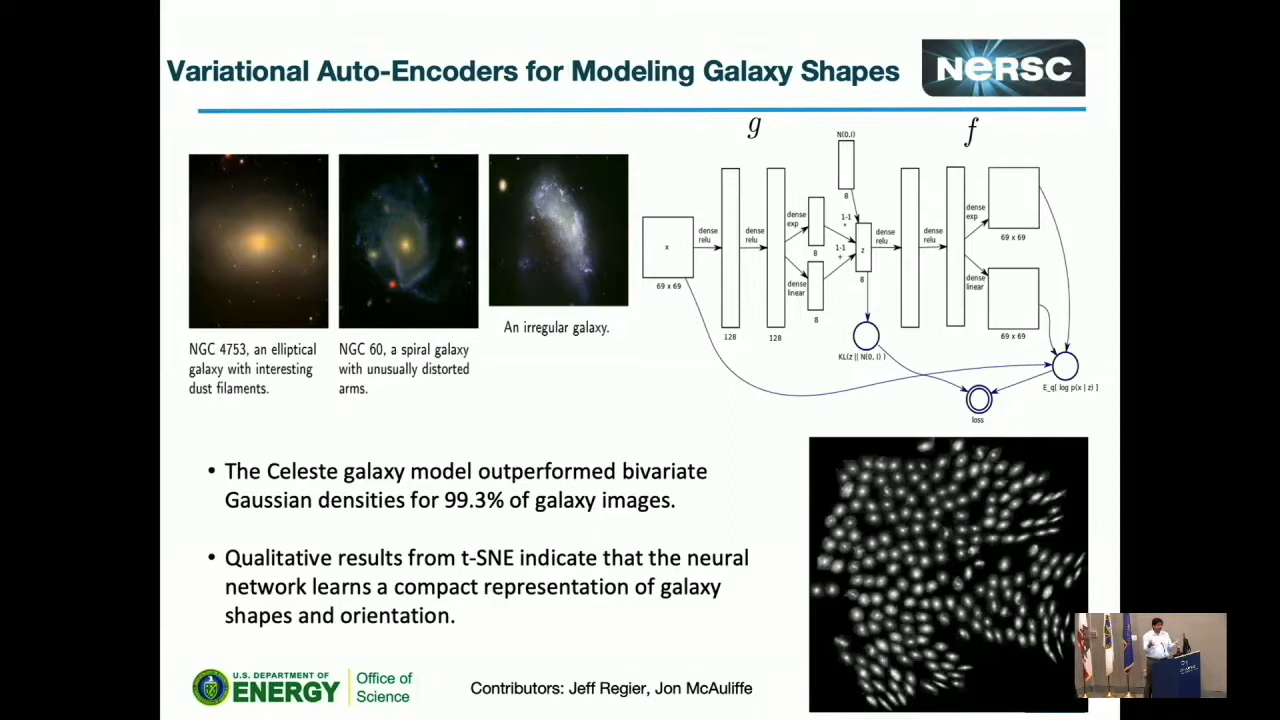 Variational Auto-Encoders for Modeling Galaxy Shapes
NERSC
NGC 4753, an elliptical
galaxy with interesting
dust filaments.
NGC 60, a spiral galaxy
with unusually distorted
arms.
An irregular galaxy.
g
f
N(0,I)
8
x
69 x 69
dense
relu
128
dense
relu
128
dense
exp
8
dense
linear
8
1-1
+
1-1
+
z
8
dense
relu
dense
relu
dense
exp
69 x 69
dense
linear
69 x 69
KL(z || N(0, I) )
E_q[ log p(x | z) ]
loss
• The Celeste galaxy model outperformed bivariate
Gaussian densities for 99.3% of galaxy images.
• Qualitative results from t-SNE indicate that the neural
network learns a compact representation of galaxy
shapes and orientation.
U.S. DEPARTMENT OF
ENERGY
Office of
Science
Contributors: Jeff Regier, Jon McAuliffe